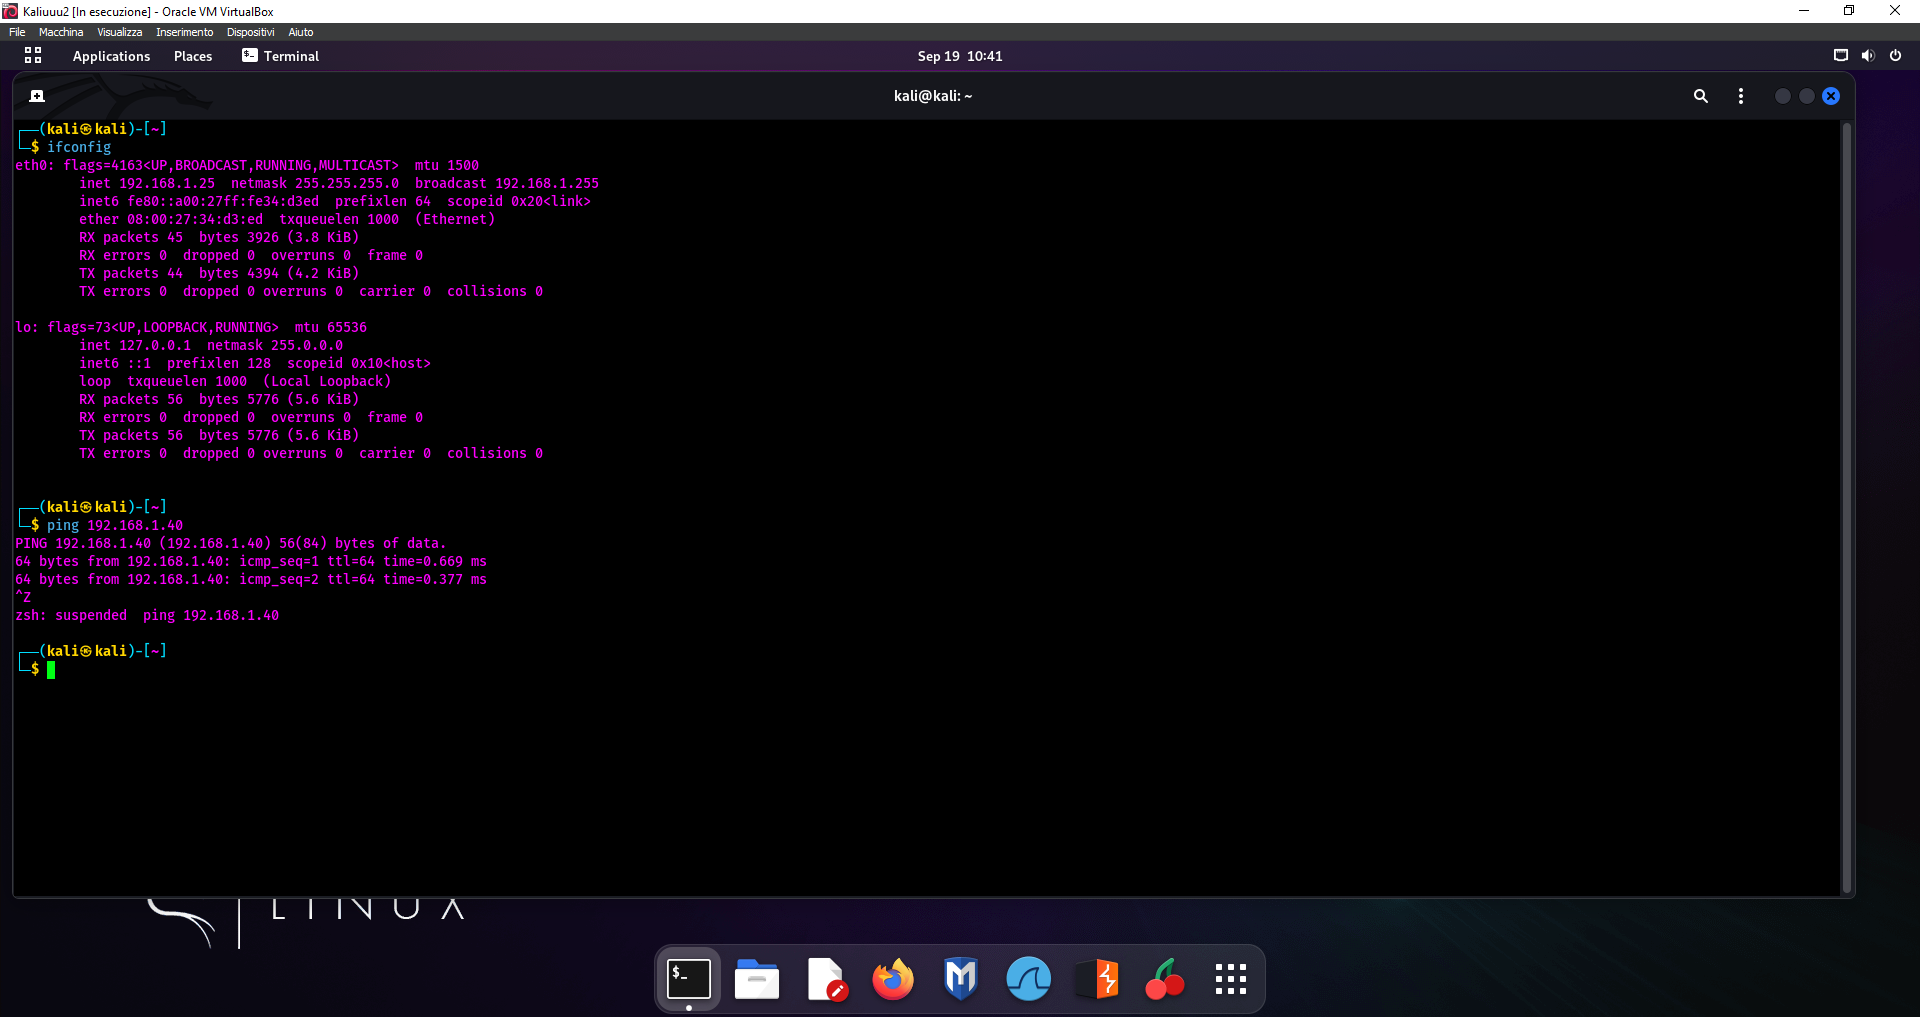 Kaliuuu2 [In esecuzione] - Oracle VM VirtualBox
File Macchina Visualizza Inserimento Dispositivi Aiuto
Applications Places $_ Terminal Sep 19 10:41
kali@kali: ~
┌──(kali㉿kali)-[~]
└─$ ifconfig
eth0: flags=4163<UP,BROADCAST,RUNNING,MULTICAST>  mtu 1500
        inet 192.168.1.25  netmask 255.255.255.0  broadcast 192.168.1.255
        inet6 fe80::a00:27ff:fe34:d3ed  prefixlen 64  scopeid 0x20<link>
        ether 08:00:27:34:d3:ed  txqueuelen 1000  (Ethernet)
        RX packets 45  bytes 3926 (3.8 KiB)
        RX errors 0  dropped 0  overruns 0  frame 0
        TX packets 44  bytes 4394 (4.2 KiB)
        TX errors 0  dropped 0 overruns 0  carrier 0  collisions 0

lo: flags=73<UP,LOOPBACK,RUNNING>  mtu 65536
        inet 127.0.0.1  netmask 255.0.0.0
        inet6 ::1  prefixlen 128  scopeid 0x10<host>
        loop  txqueuelen 1000  (Local Loopback)
        RX packets 56  bytes 5776 (5.6 KiB)
        RX errors 0  dropped 0  overruns 0  frame 0
        TX packets 56  bytes 5776 (5.6 KiB)
        TX errors 0  dropped 0 overruns 0  carrier 0  collisions 0

┌──(kali㉿kali)-[~]
└─$ ping 192.168.1.40
PING 192.168.1.40 (192.168.1.40) 56(84) bytes of data.
64 bytes from 192.168.1.40: icmp_seq=1 ttl=64 time=0.669 ms
64 bytes from 192.168.1.40: icmp_seq=2 ttl=64 time=0.377 ms
^Z
zsh: suspended  ping 192.168.1.40

┌──(kali㉿kali)-[~]
└─$
LINUX
$_
M